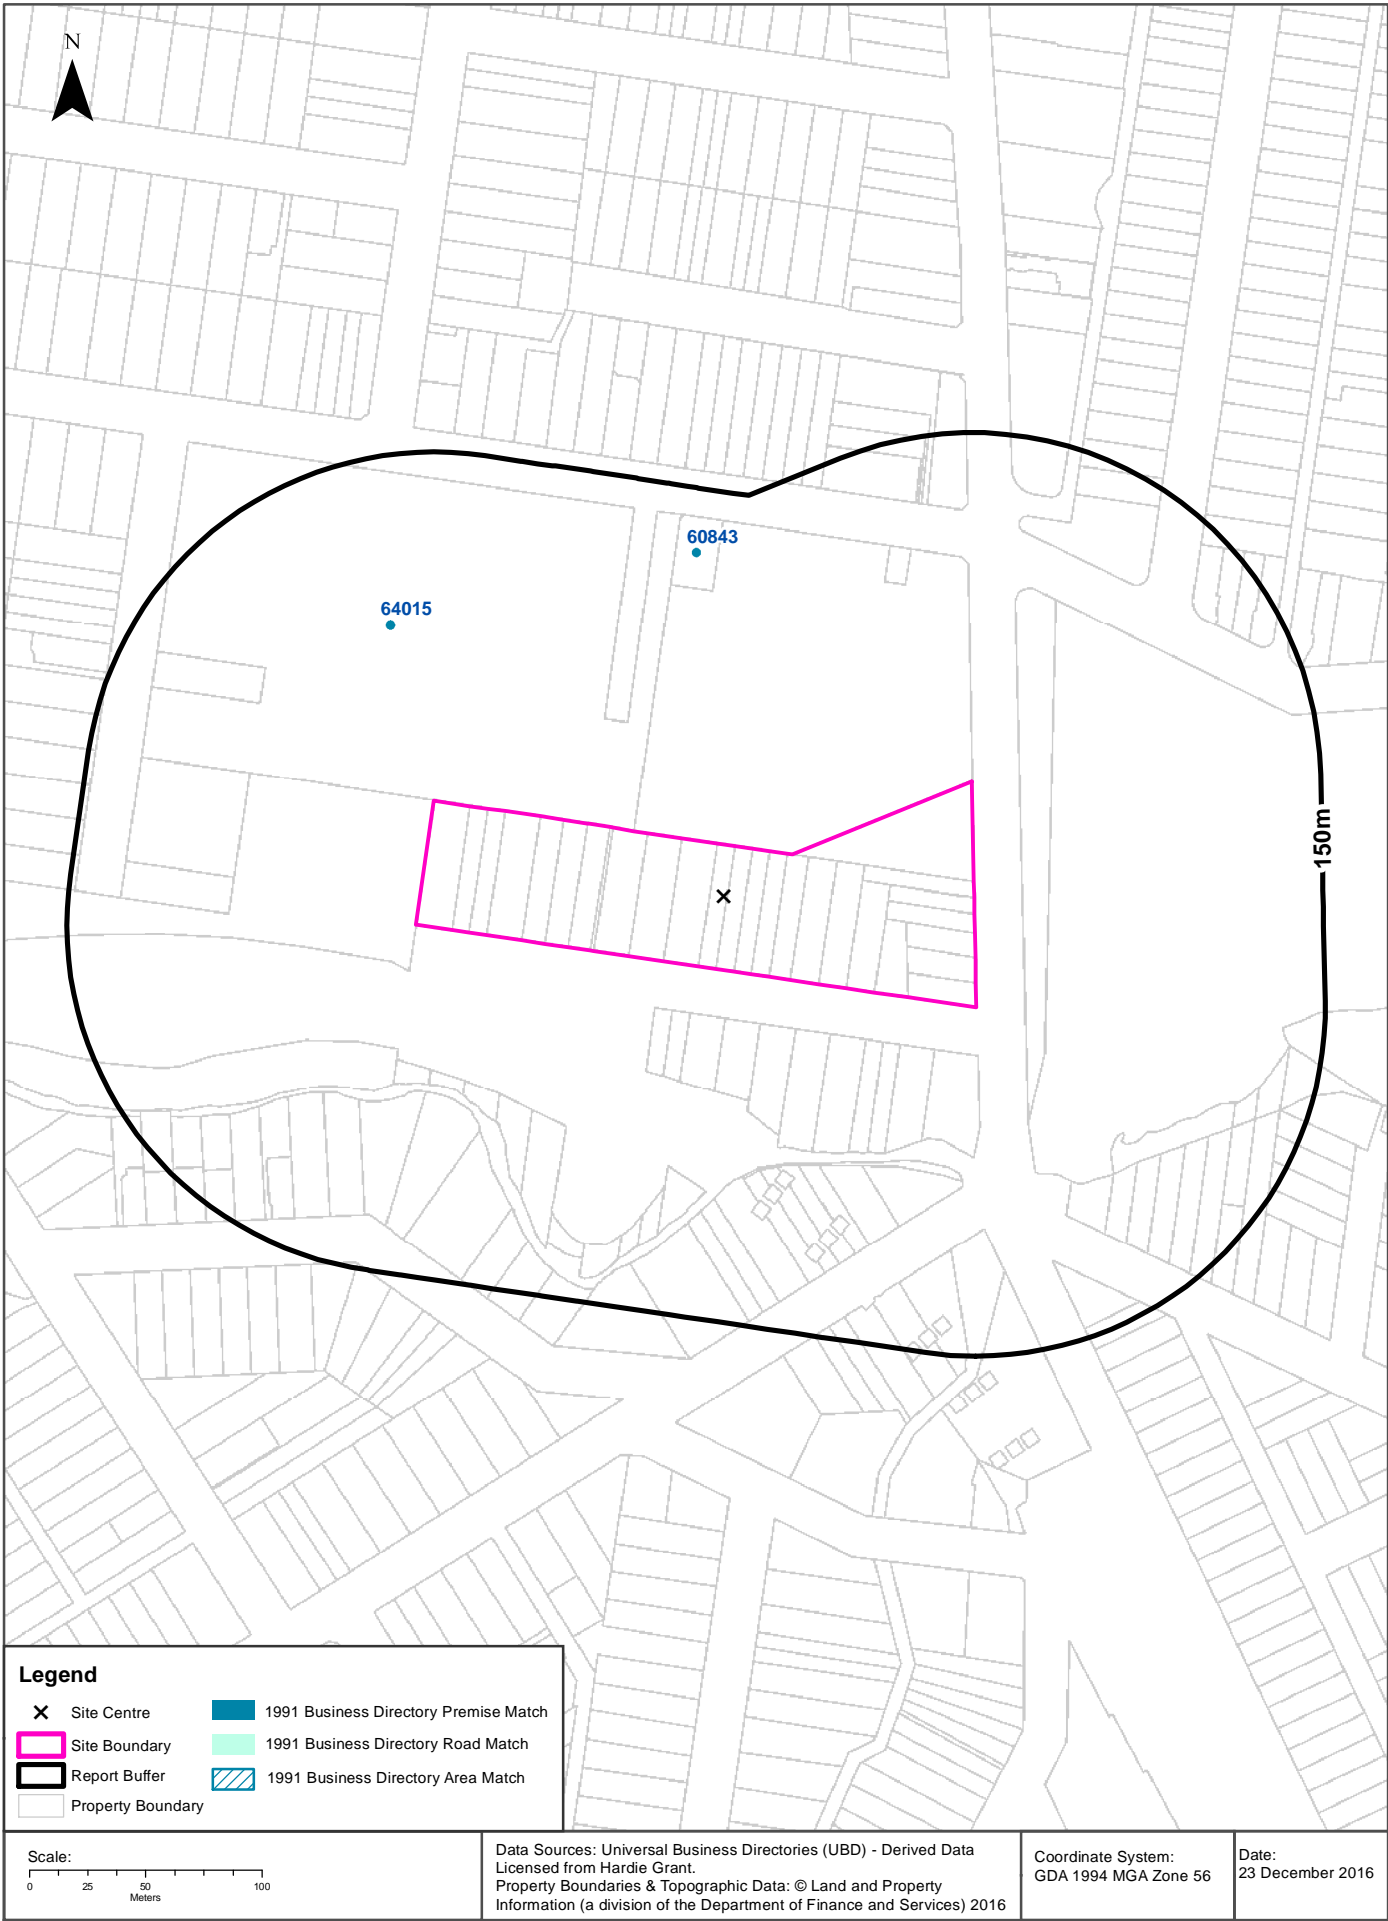 N
60843
64015
150m
Legend
Site Centre
1991 Business Directory Premise Match
Site Boundary
1991 Business Directory Road Match
Report Buffer
1991 Business Directory Area Match
Property Boundary
Scale:
0 25 50 100
Meters
Data Sources: Universal Business Directories (UBD) - Derived Data
Licensed from Hardie Grant.
Property Boundaries & Topographic Data: © Land and Property
Information (a division of the Department of Finance and Services) 2016
Coordinate System:
GDA 1994 MGA Zone 56
Date:
23 December 2016